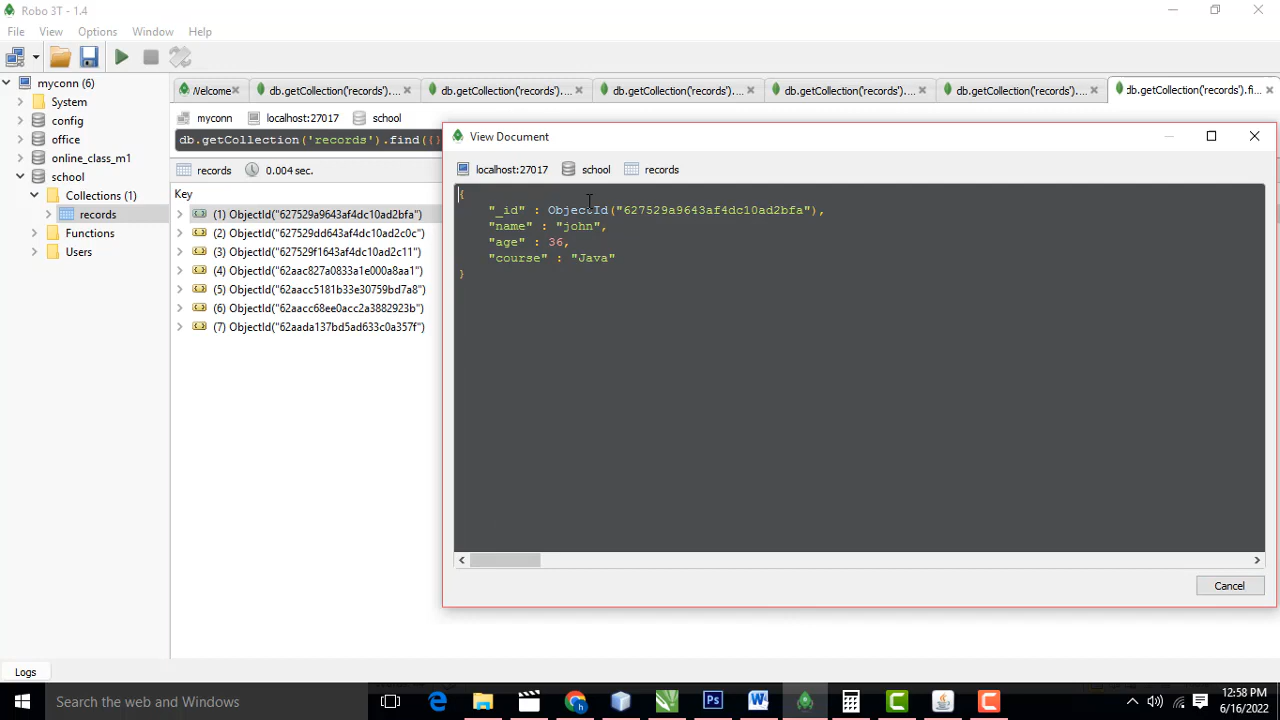 Robo 3T - 1.4
File View Options Window Help
myconn (6)
System
config
office
online_class_m1
school
Collections (1)
records
Functions
Users
Welcome db.getCollection('records')... db.getCollection('records')... db.getCollection('records')... db.getCollection('records')... db.getCollection('records')... db.getCollection('records').fi...
myconn localhost:27017 school
db.getCollection('records').find({}
records 0.004 sec.
Key
(1) ObjectId("627529a9643af4dc10ad2bfa")
(2) ObjectId("627529dd643af4dc10ad2c0c")
(3) ObjectId("627529f1643af4dc10ad2c11")
(4) ObjectId("62aac827a0833a1e000a8aa1")
(5) ObjectId("62aacc5181b33e30759bd7a8")
(6) ObjectId("62aacc68ee0acc2a3882923b")
(7) ObjectId("62aada137bd5ad633c0a357f")
View Document
localhost:27017 school records
{
"_id" : ObjectId("627529a9643af4dc10ad2bfa"),
"name" : "john",
"age" : 36,
"course" : "Java"
}
Cancel
Logs
Search the web and Windows
12:58 PM
6/16/2022